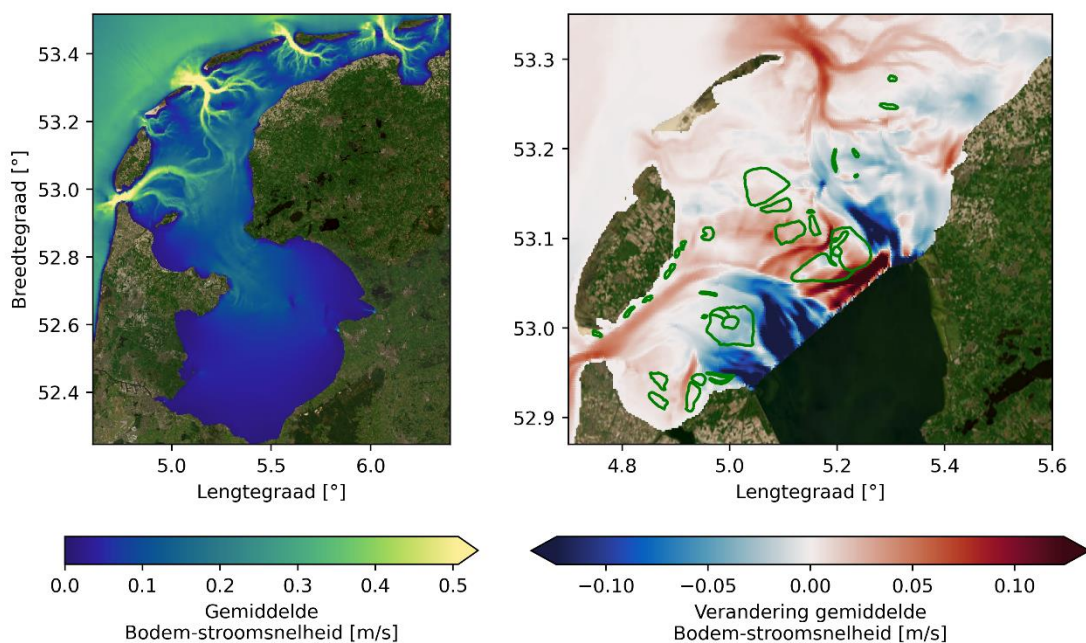 53.4
53.2
53.0
52.8
52.6
52.4
Breedtegraad [°]
5.0 5.5 6.0
Lengtegraad [°]
53.3
53.2
53.1
53.0
52.9
4.8 5.0 5.2 5.4 5.6
Lengtegraad [°]
0.0 0.1 0.2 0.3 0.4 0.5
Gemiddelde
Bodem-stroomsnelheid [m/s]
−0.10 −0.05 0.00 0.05 0.10
Verandering gemiddelde
Bodem-stroomsnelheid [m/s]